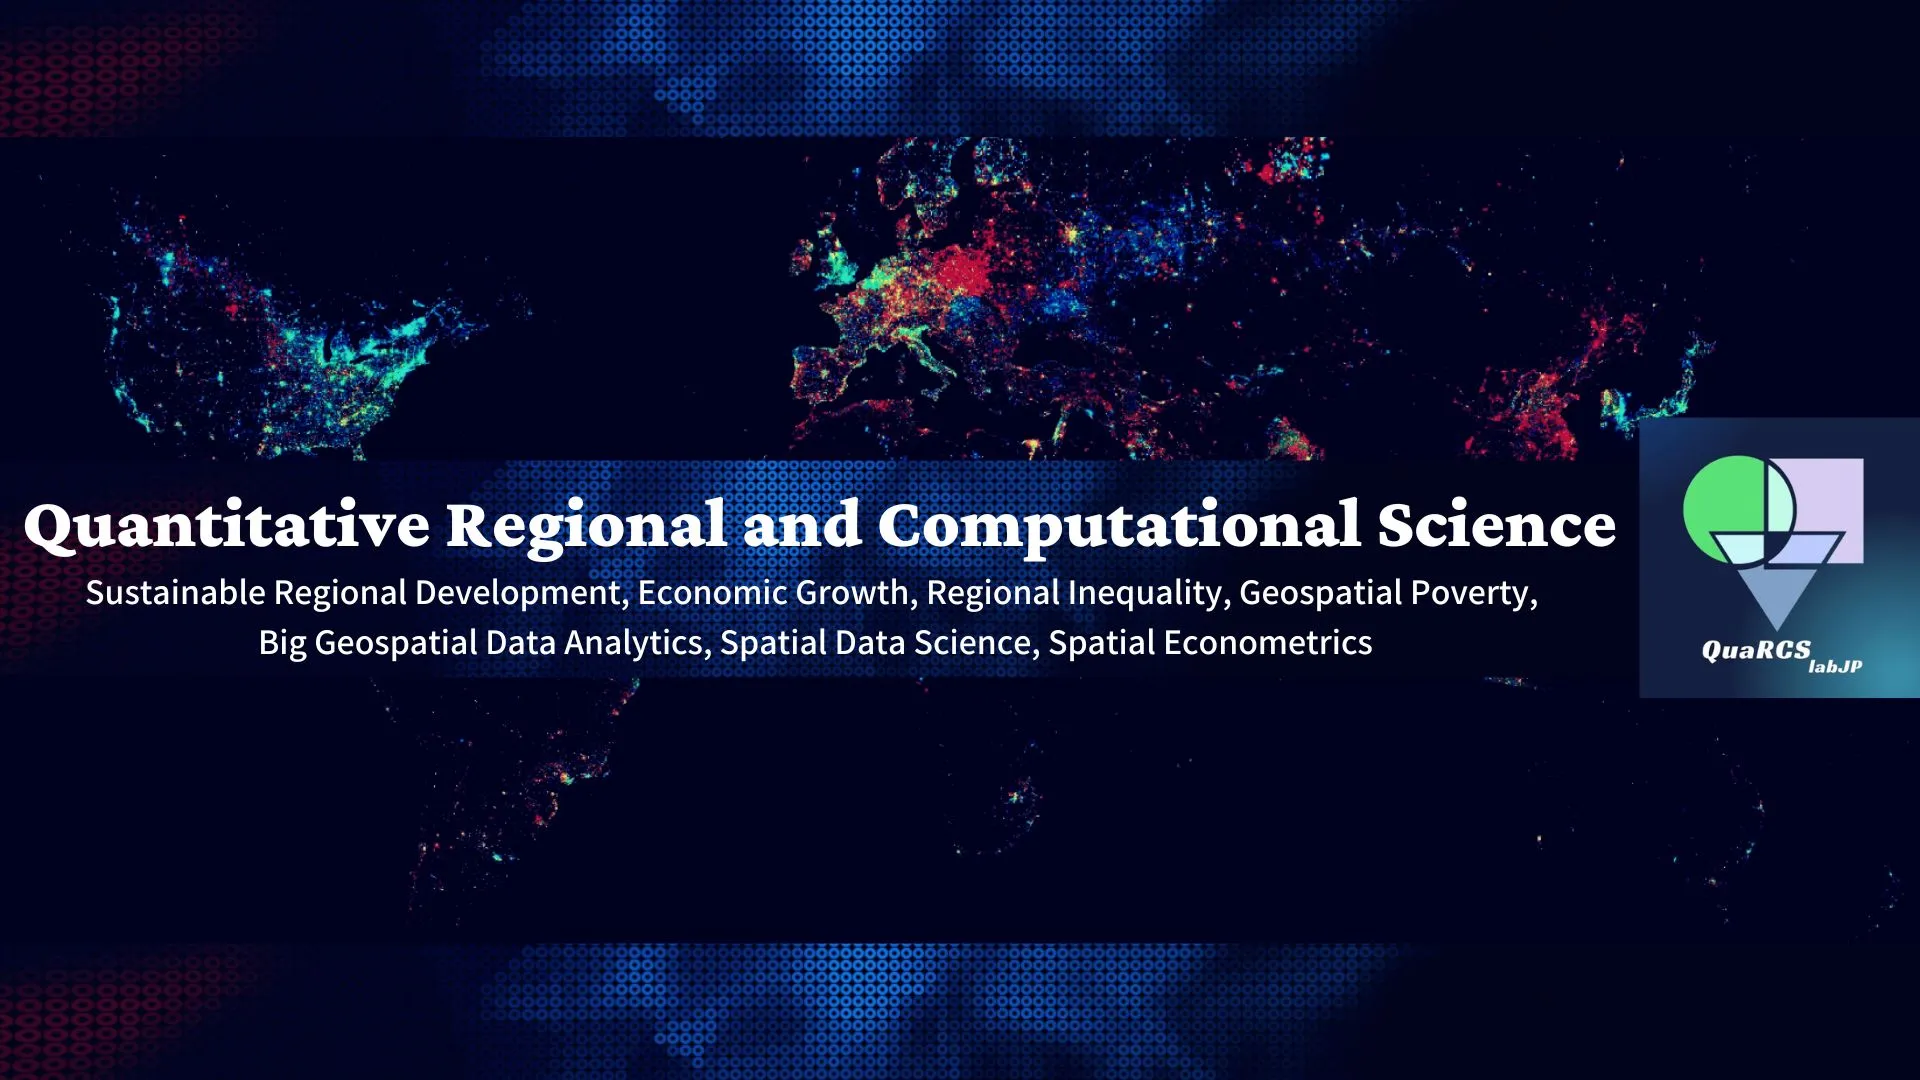 Quantitative Regional and Computational Science
Sustainable Regional Development, Economic Growth, Regional Inequality, Geospatial Poverty,
Big Geospatial Data Analytics, Spatial Data Science, Spatial Econometrics
QuaRCS
labJP